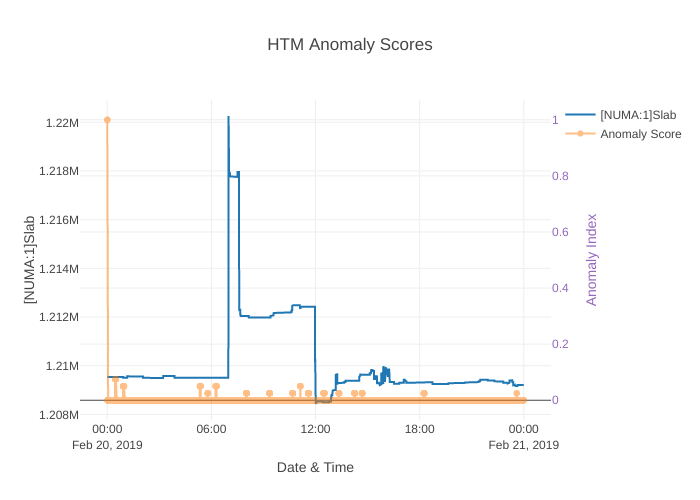 HTM Anomaly Scores
[NUMA:1]Slab
Anomaly Score
1.22M
1.218M
1.216M
1.214M
1.212M
1.21M
1.208M
[NUMA:1]Slab
1
0.8
0.6
0.4
0.2
0
Anomaly Index
00:00
06:00
12:00
18:00
00:00
Feb 20, 2019
Feb 21, 2019
Date & Time